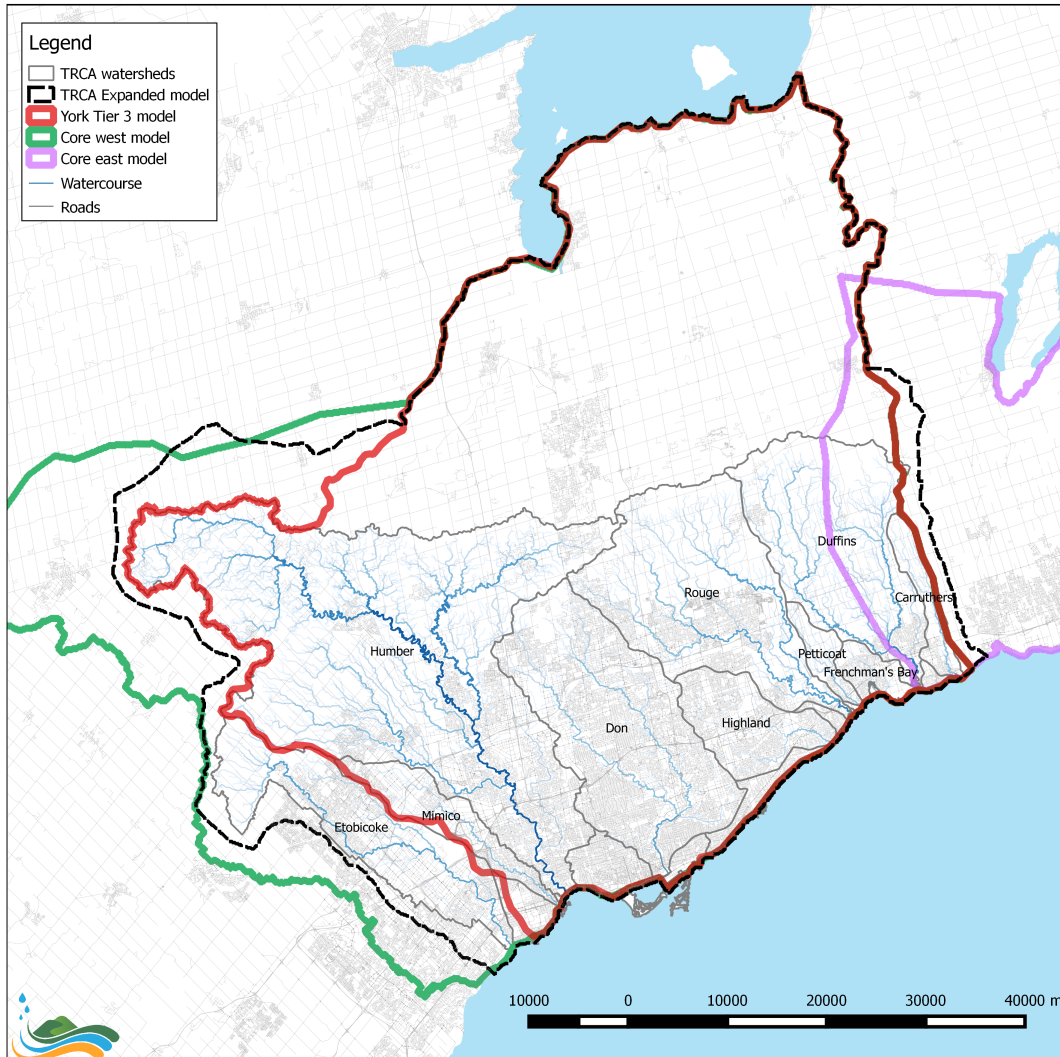 Legend
TRCA watersheds
TRCA Expanded model
York Tier 3 model
Core west model
Core east model
Watercourse
Roads
Duffins
Rouge
Carruthers
Humber
Petticoat
Frenchman's Bay
Highland
Don
Mimico
Etobicoke
10000 0 10000 20000 30000 40000 m